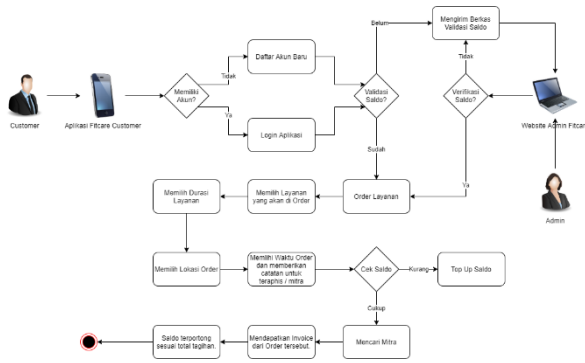 Belum
Mengirim Berkas
Validasi Saldo
Daftar Akun Baru
Tidak
Tidak
Memiliki
Akun?
Validasi
Saldo?
Verifikasi
Saldo?
Customer
Aplikasi Fitcare Customer
Website Admin Fitcar
Ya
Login Aplikasi
Sudah
Ya
Admin
Memilih Durasi
Layanan
Memilih Layanan
yang akan di Order
Order Layanan
Memilih Lokasi Order
Memilhi Waktu Order
dan memberikan
catatan untuk
teraphis / mitra
Cek Saldo
Kurang
Top Up Saldo
Cukup
Saldo terportong
sesuai total tagihan.
Mendapatkan Invoice
dari Order tersebut.
Mencari Mitra